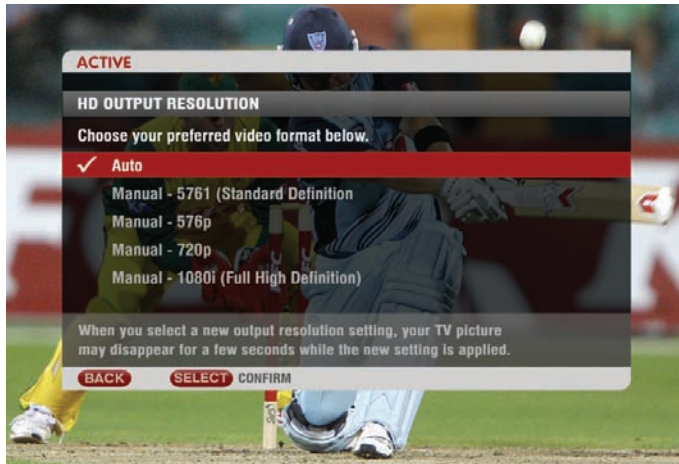 ACTIVE
HD OUTPUT RESOLUTION
Choose your preferred video format below.
✓ Auto
Manual - 5761 (Standard Definition
Manual - 576p
Manual - 720p
Manual - 1080i (Full High Definition)
When you select a new output resolution setting, your TV picture
may disappear for a few seconds while the new setting is applied.
BACK SELECT CONFIRM